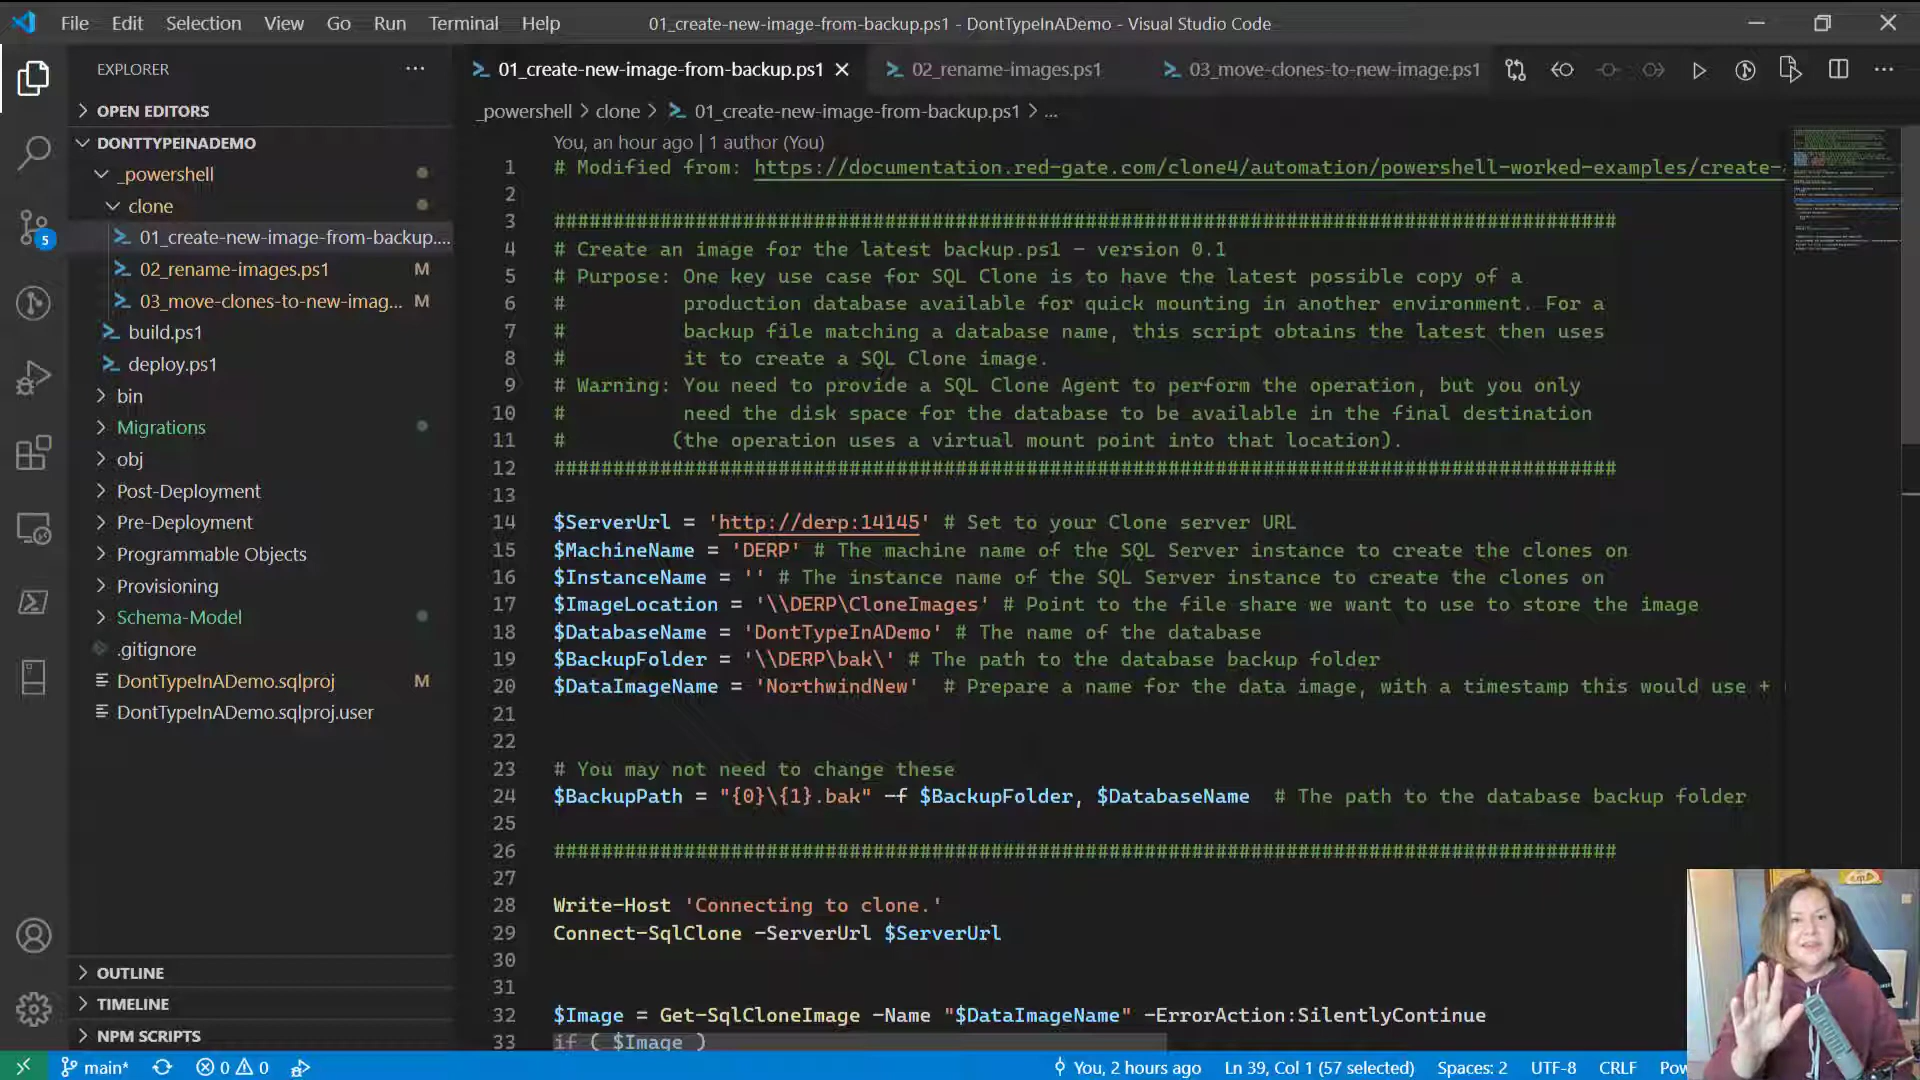 File Edit Selection View Go Run Terminal Help
01_create-new-image-from-backup.ps1 - DontTypeInADemo - Visual Studio Code
EXPLORER
OPEN EDITORS
DONTTYPEINADEMO
_powershell
clone
01_create-new-image-from-backup....
02_rename-images.ps1 M
03_move-clones-to-new-imag... M
build.ps1
deploy.ps1
bin
Migrations
obj
Post-Deployment
Pre-Deployment
Programmable Objects
Provisioning
Schema-Model
.gitignore
DontTypeInADemo.sqlproj M
DontTypeInADemo.sqlproj.user
OUTLINE
TIMELINE
NPM SCRIPTS
5
01_create-new-image-from-backup.ps1 02_rename-images.ps1 03_move-clones-to-new-image.ps1
_powershell > clone > 01_create-new-image-from-backup.ps1 > ...
You, an hour ago | 1 author (You)
1 # Modified from: https://documentation.red-gate.com/clone4/automation/powershell-worked-examples/create-
2
3 ##########################################################################################
4 # Create an image for the latest backup.ps1 - version 0.1
5 # Purpose: One key use case for SQL Clone is to have the latest possible copy of a
6 # production database available for quick mounting in another environment. For a
7 # backup file matching a database name, this script obtains the latest then uses
8 # it to create a SQL Clone image.
9 # Warning: You need to provide a SQL Clone Agent to perform the operation, but you only
10 # need the disk space for the database to be available in the final destination
11 # (the operation uses a virtual mount point into that location).
12 ##########################################################################################
13
14 $ServerUrl = 'http://derp:14145' # Set to your Clone server URL
15 $MachineName = 'DERP' # The machine name of the SQL Server instance to create the clones on
16 $InstanceName = '' # The instance name of the SQL Server instance to create the clones on
17 $ImageLocation = '\\DERP\CloneImages' # Point to the file share we want to use to store the image
18 $DatabaseName = 'DontTypeInADemo' # The name of the database
19 $BackupFolder = '\\DERP\bak\' # The path to the database backup folder
20 $DataImageName = 'NorthwindNew' # Prepare a name for the data image, with a timestamp this would use +
21
22
23 # You may not need to change these
24 $BackupPath = "{0}\{1}.bak" -f $BackupFolder, $DatabaseName # The path to the database backup folder
25
26 ##########################################################################################
27
28 Write-Host 'Connecting to clone.'
29 Connect-SqlClone -ServerUrl $ServerUrl
30
31
32 $Image = Get-SqlCloneImage -Name "$DataImageName" -ErrorAction:SilentlyContinue
33 if ( $Image )
main* 0 0 You, 2 hours ago Ln 39, Col 1 (57 selected) Spaces: 2 UTF-8 CRLF